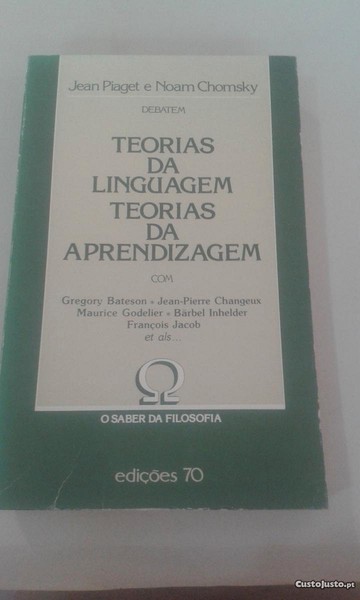 Jean Piaget e Noam Chomsky
DEBATEM
TEORIAS
DA
LINGUAGEM
TEORIAS
DA
APRENDIZAGEM
COM
Gregory Bateson • Jean-Pierre Changeux
Maurice Godelier • Bärbel Inhelder
François Jacob
et ais...
Ω
O SABER DA FILOSOFIA
edições 70
CustoJusto.pt